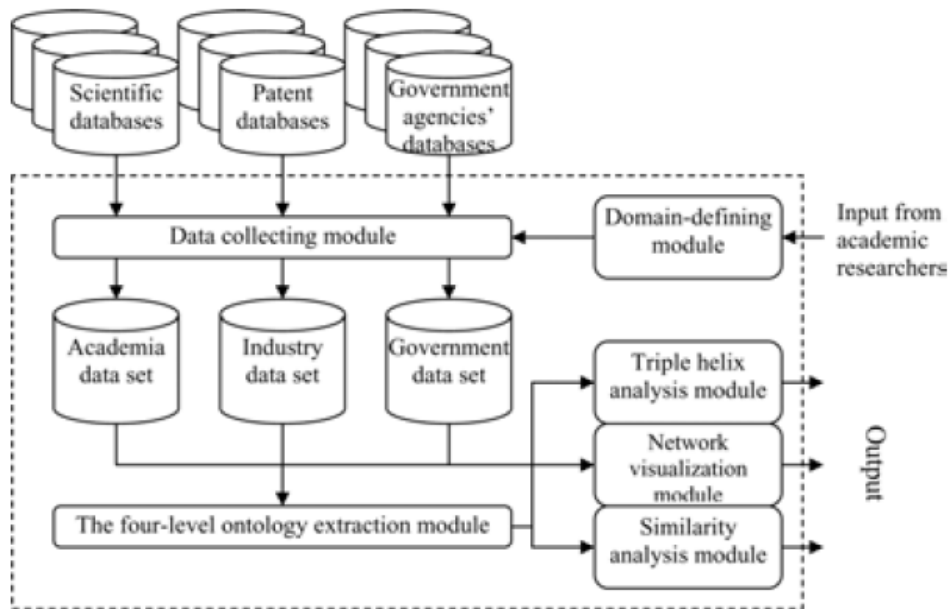 Scientific
databases
Patent
databases
Government
agencies'
databases
Data collecting module
Domain-defining
module
Input from
academic
researchers
Academia
data set
Industry
data set
Government
data set
Triple helix
analysis module
Network
visualization
module
Output
The four-level ontology extraction module
Similarity
analysis module